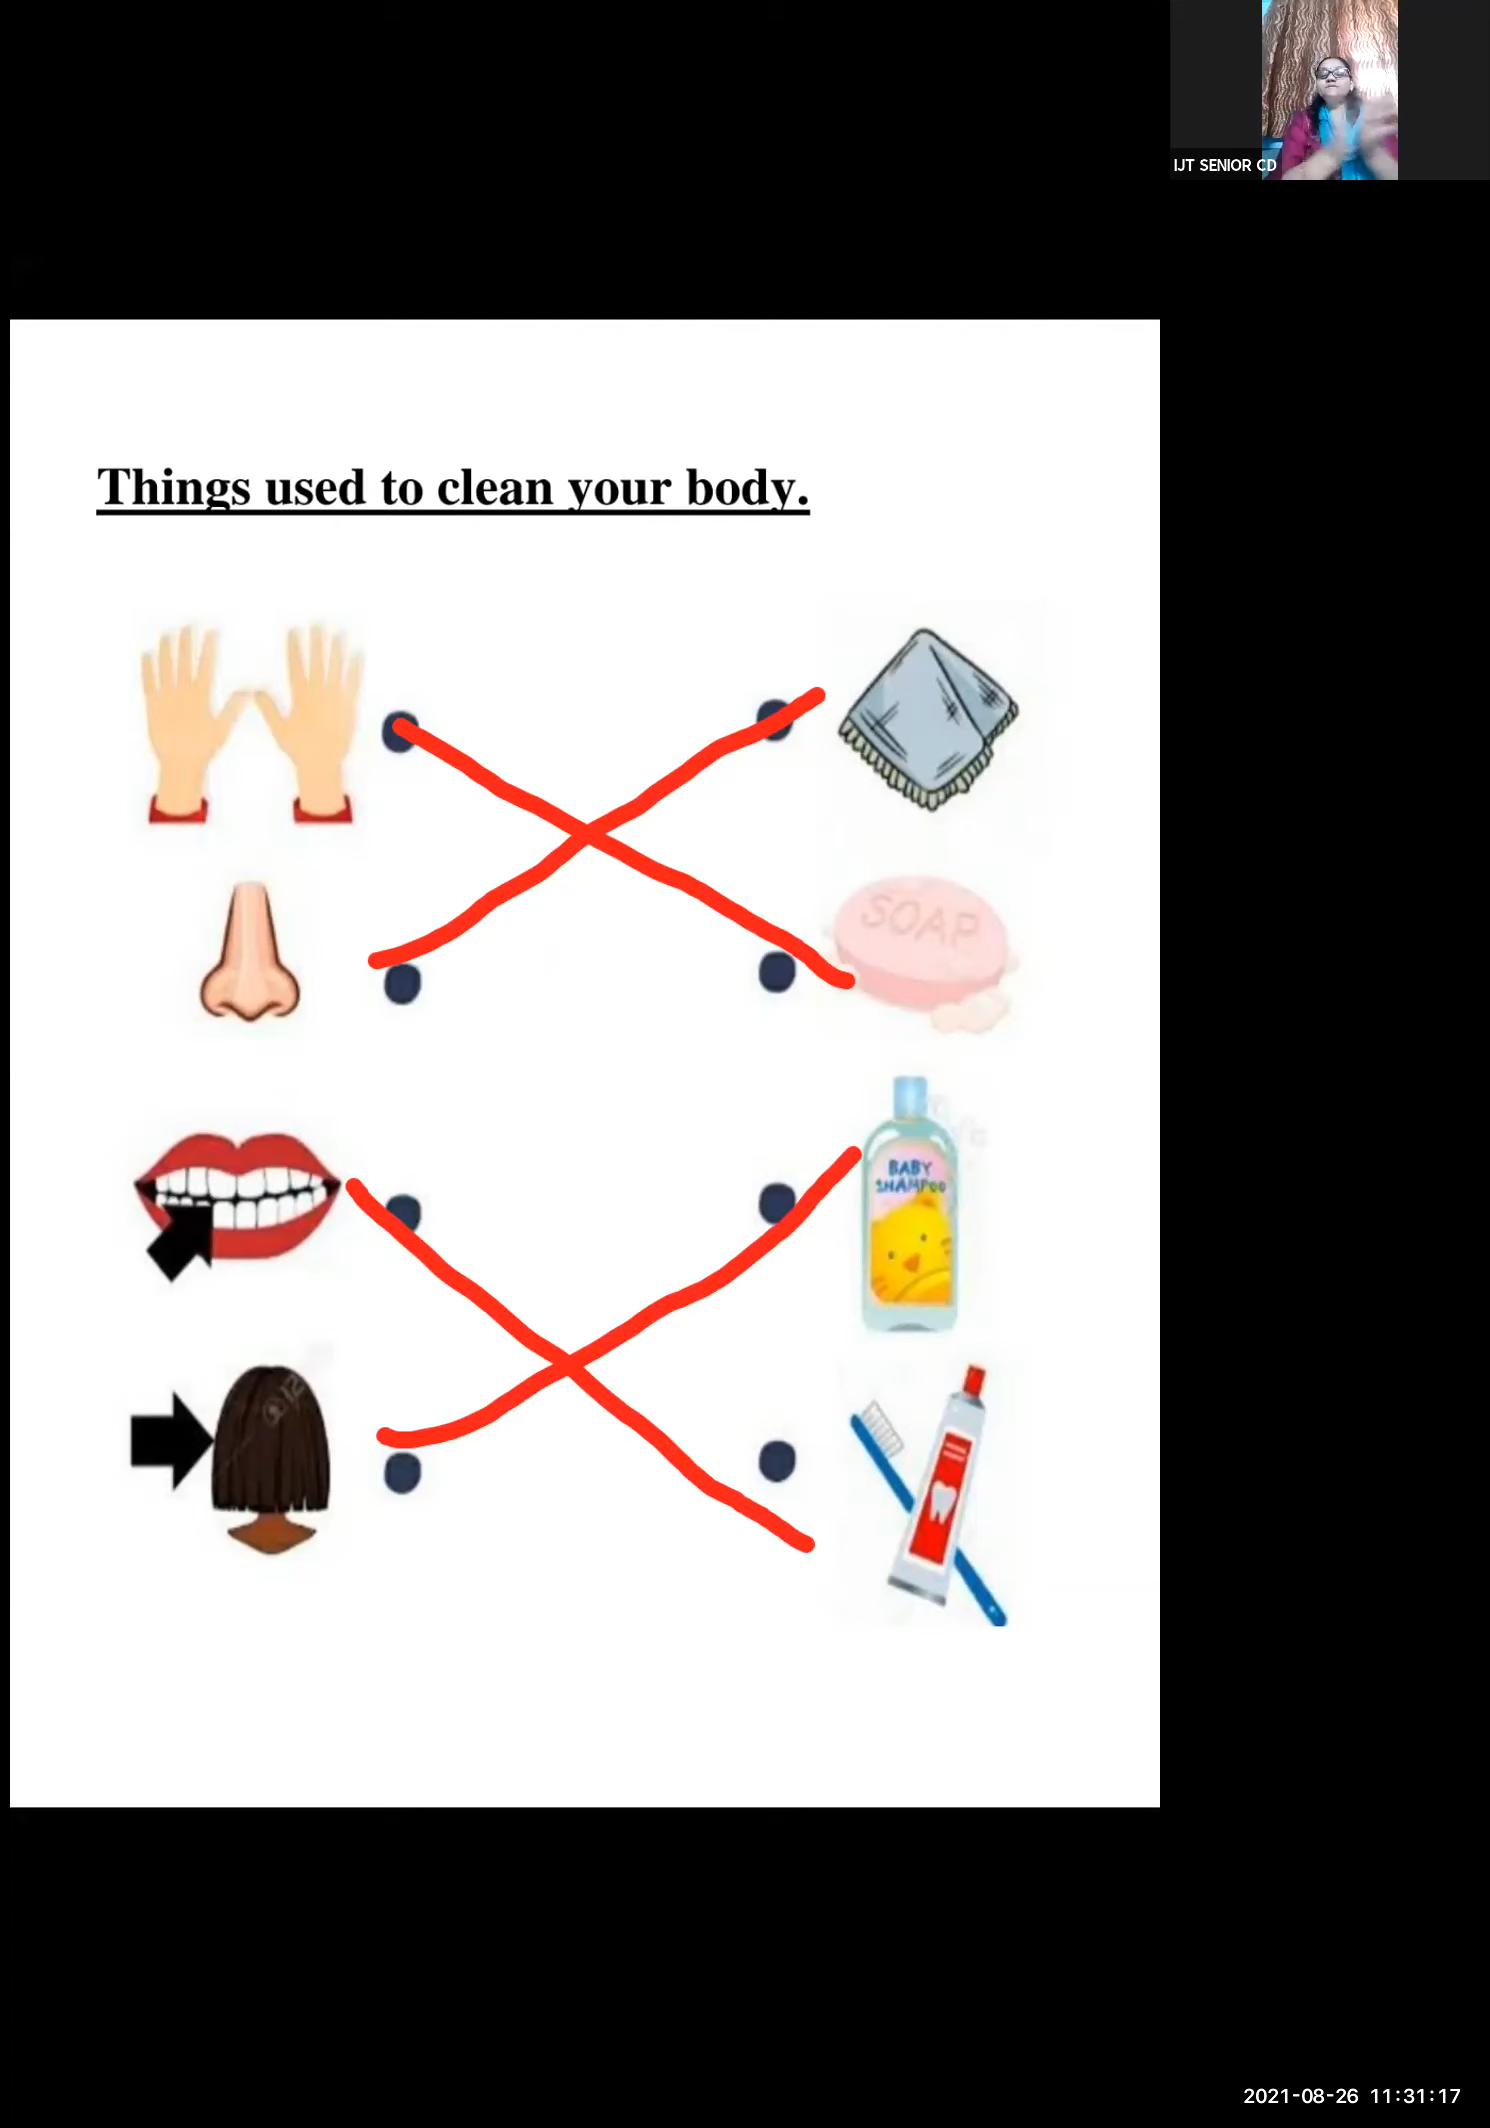 IJT SENIOR CD
Things used to clean your body.
SOAP
BABY
SHAMPOO
2021-08-26 11:31:17